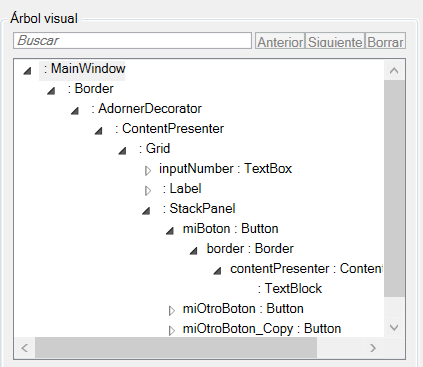 Árbol visual
Buscar Anterior Siguiente Borrar
: MainWindow
: Border
: AdornerDecorator
: ContentPresenter
: Grid
inputNumber : TextBox
: Label
: StackPanel
miBoton : Button
border : Border
contentPresenter : Conten
: TextBlock
miOtroBoton : Button
miOtroBoton_Copy : Button